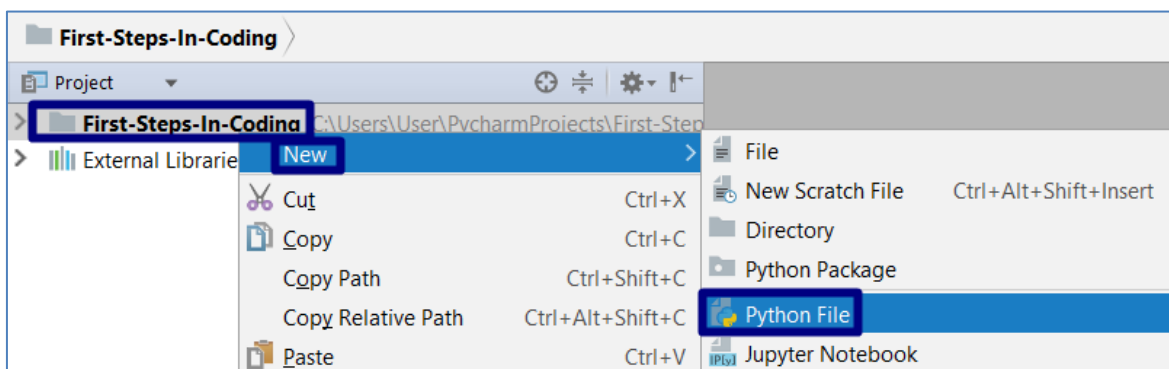 First-Steps-In-Coding
Project
First-Steps-In-Coding C:\Users\User\PycharmProjects\First-Step
External Librarie
New
Cut Ctrl+X
Copy Ctrl+C
Copy Path Ctrl+Shift+C
Copy Relative Path Ctrl+Alt+Shift+C
Paste Ctrl+V
File
New Scratch File Ctrl+Alt+Shift+Insert
Directory
Python Package
Python File
IP[y] Jupyter Notebook